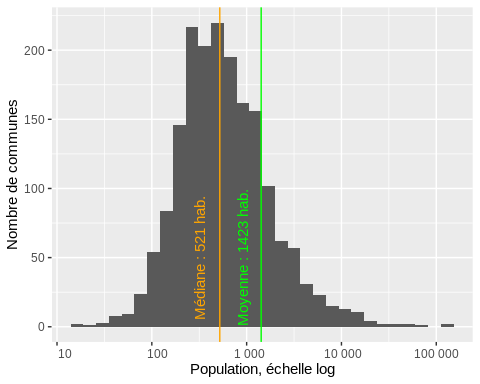 Nombre de communes
200
150
100
50
0
Médiane : 521 hab.
Moyenne : 1423 hab.
10
100
1 000
10 000
100 000
Population, échelle log